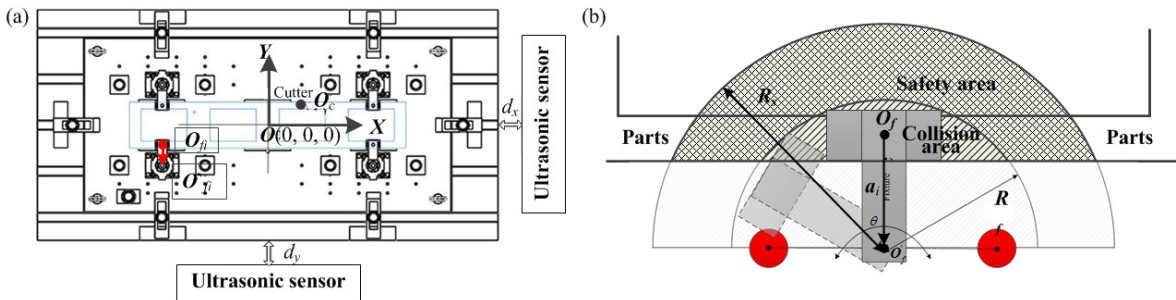 (a)
Y
Cutter
O_c
O(0, 0, 0)
X
O_fi
d_x
Ultrasonic sensor
d_y
Ultrasonic sensor
(b)
Safety area
R_s
Parts
O_f
Collision
area
Parts
a_i
Fixture
θ
R
f